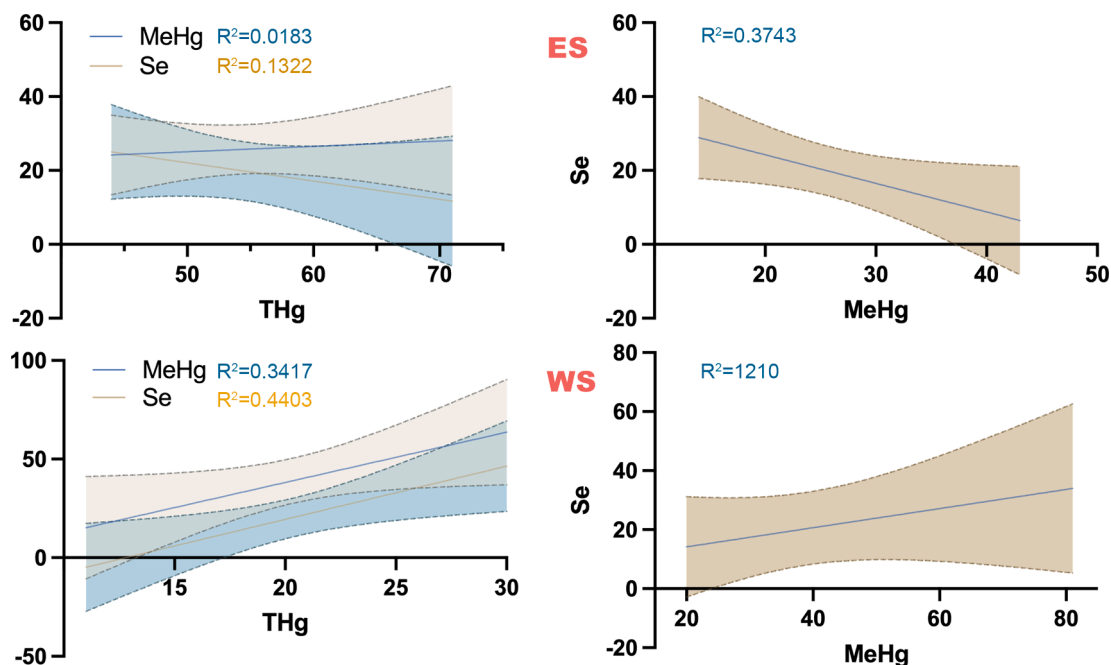 60
40
20
0
-20
MeHg R²=0.0183
Se R²=0.1322
50 60 70
THg
ES
60
40
20
0
-20
Se
R²=0.3743
20 30 40 50
MeHg
100
50
0
-50
MeHg R²=0.3417
Se R²=0.4403
15 20 25 30
THg
WS
80
60
40
20
0
-20
Se
R²=1210
20 40 60 80
MeHg